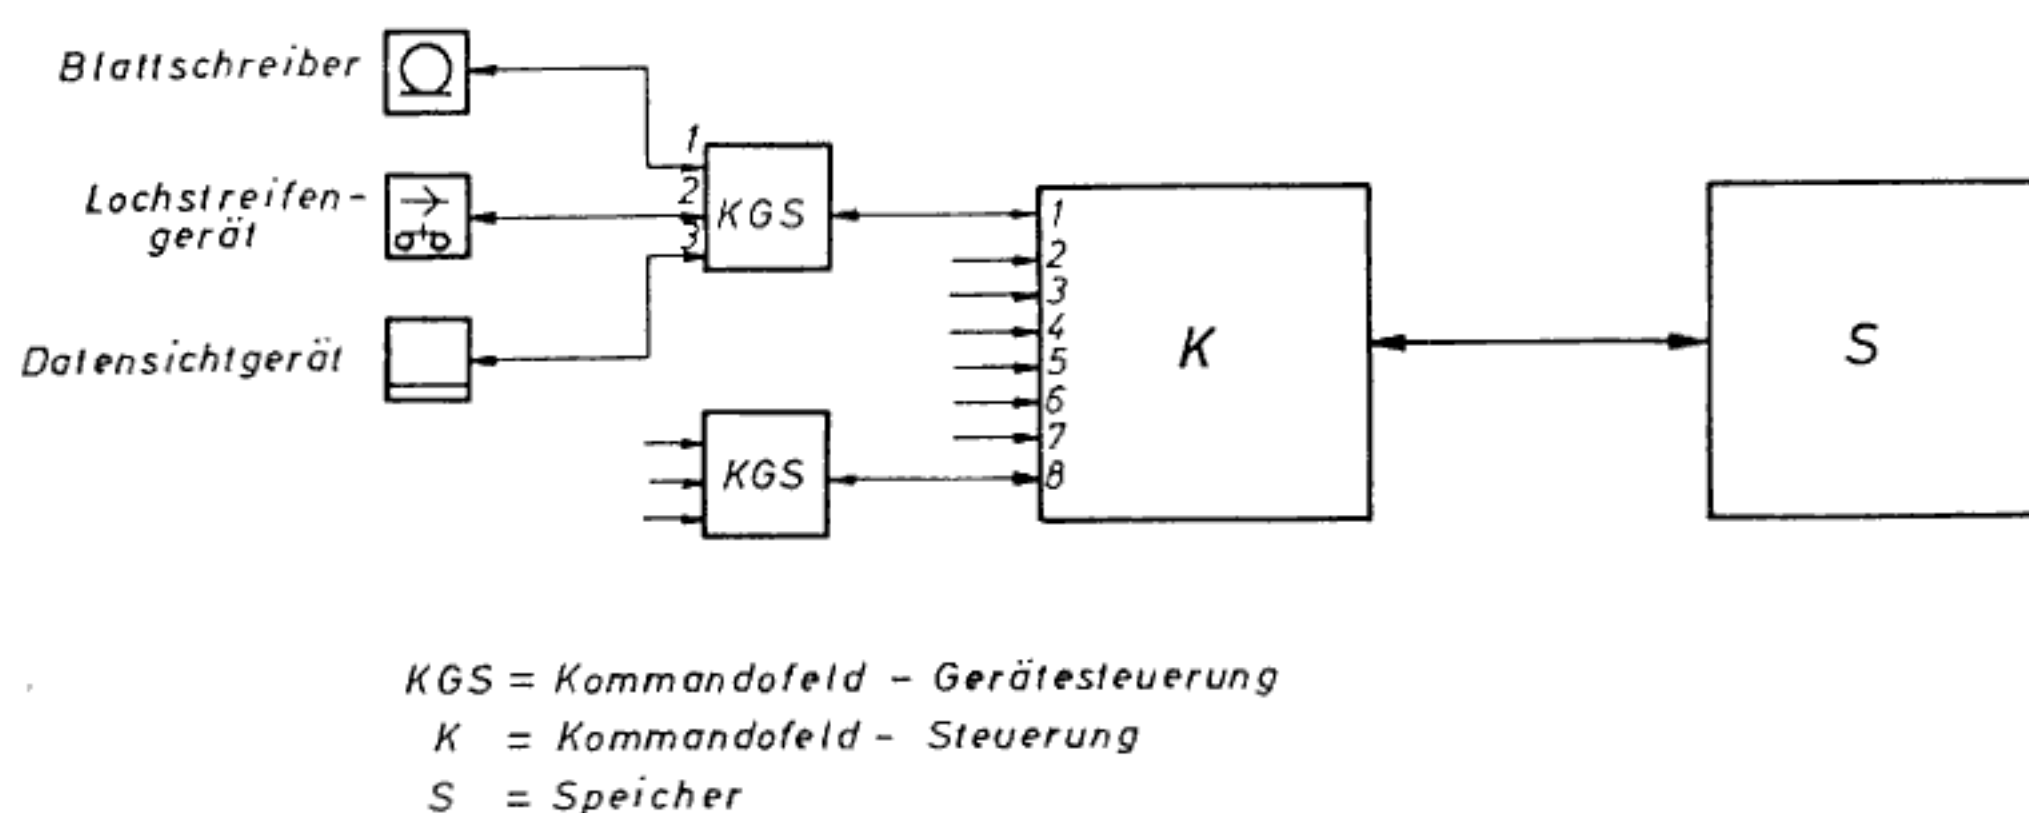 Blattschreiber
Lochstreifen-
gerät
Datensichtgerät
1
2
3
KGS
KGS
1
2
3
4
5
6
7
8
K
S
KGS = Kommandofeld - Gerätesteuerung
K = Kommandofeld - Steuerung
S = Speicher